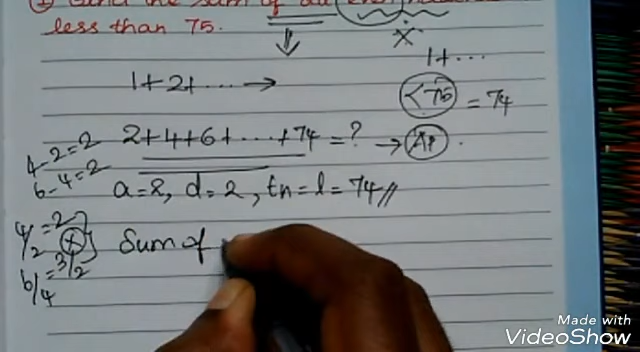 less than 75.
1+2+ ....→
1+...
<75 = 74
2+4+6+....+74 = ? → AP.
4-2=2
6-4=2
a=2, d=2, tn=l=74//
4/2=2
6/4=3/2
Sum of
Made with
VideoShow